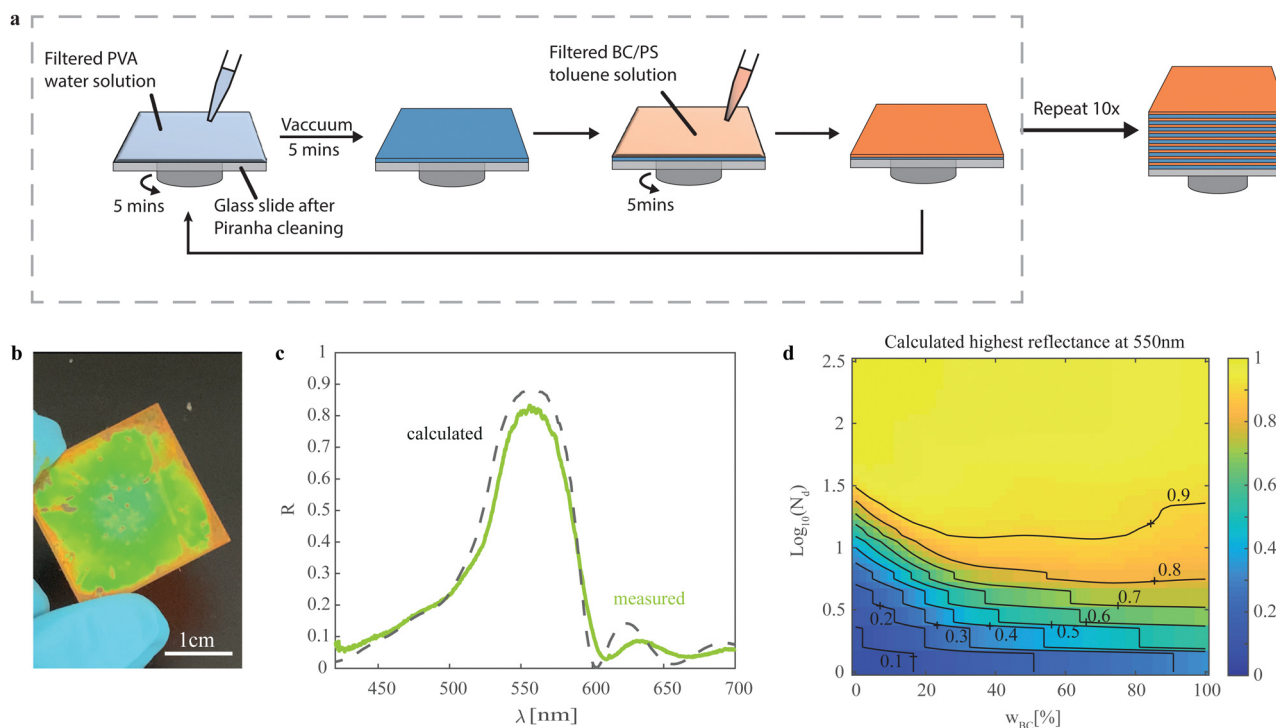 a
Filtered PVA
water solution
Vaccuum
5 mins
5 mins
Glass slide after
Piranha cleaning
Filtered BC/PS
toluene solution
5mins
Repeat 10x
b
1cm
c
R
1
0.9
0.8
0.7
0.6
0.5
0.4
0.3
0.2
0.1
0
calculated
measured
450 500 550 600 650 700
λ [nm]
d
Calculated highest reflectance at 550nm
Log10(Nd)
2.5
2
1.5
1
0.5
0
0.9
0.8
0.7
0.6
0.5
0.4
0.3
0.2
0.1
0 20 40 60 80 100
wBC[%]
1
0.8
0.6
0.4
0.2
0